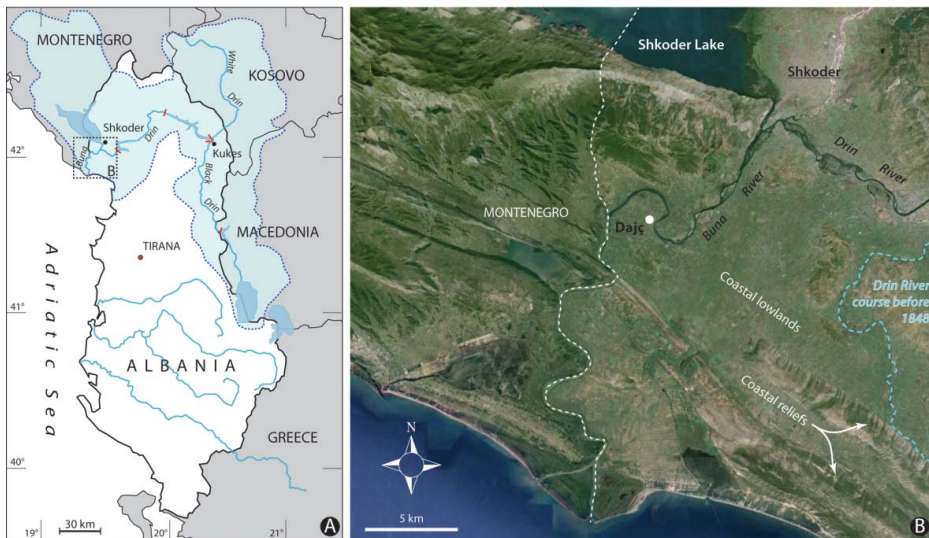 MONTENEGRO
KOSOVO
White
Drin
Shkoder
Drin
Kukes
Buna
B
Black
Drin
42°
TIRANA
MACEDONIA
Adriatic Sea
41°
ALBANIA
40°
GREECE
N
30 km
19°
20°
21°
A
B
Shkoder Lake
Shkoder
Drin
River
MONTENEGRO
Dajç
Buna River
Coastal lowlands
Drin River
course before
1848
Coastal reliefs
N
5 km
B